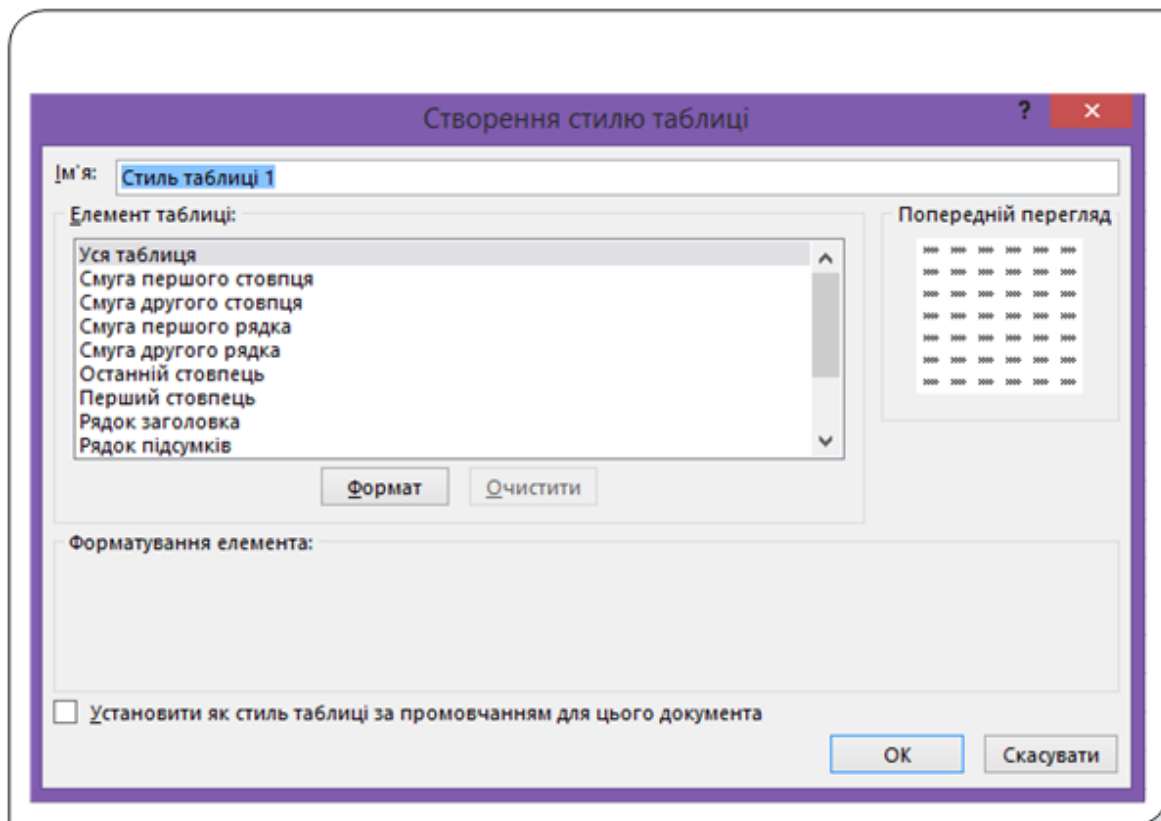 Створення стилю таблиці
?
Ім'я:
Стиль таблиці 1
Елемент таблиці:
Уся таблиця
Смуга першого стовпця
Смуга другого стовпця
Смуга першого рядка
Смуга другого рядка
Останній стовпець
Перший стовпець
Рядок заголовка
Рядок підсумків
Формат
Очистити
Попередній перегляд
Форматування елемента:
Установити як стиль таблиці за промовчанням для цього документа
ОК
Скасувати